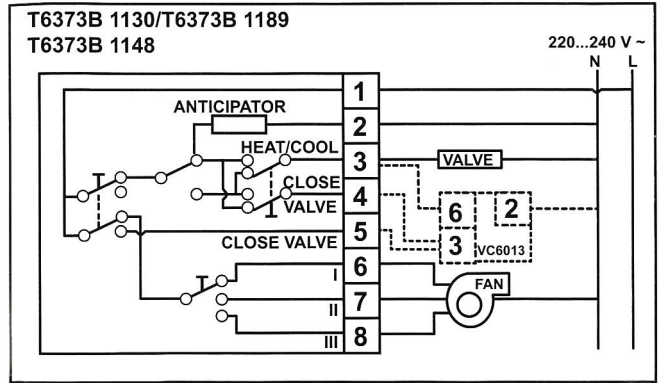 T6373B 1130/T6373B 1189
T6373B 1148
220...240 V ~
N L
1
ANTICIPATOR
2
HEAT/COOL
3
VALVE
CLOSE
VALVE
4
6
2
3
VC6013
CLOSE VALVE
5
I
6
FAN
II
7
III
8